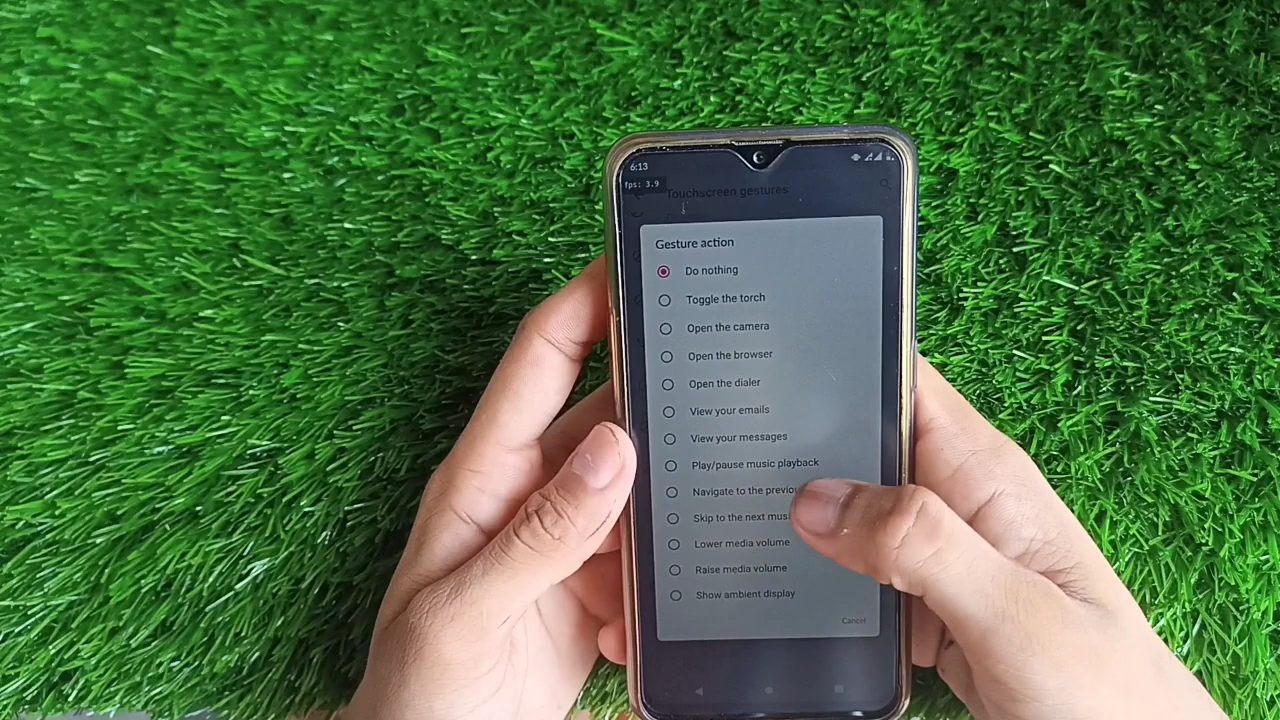 6:13
fps: 3.9
Touchscreen gestures
Gesture action
Do nothing
Toggle the torch
Open the camera
Open the browser
Open the dialer
View your emails
View your messages
Play/pause music playback
Navigate to the
Skip to the next
Lower media volume
Raise media volume
Show ambient display
Cancel